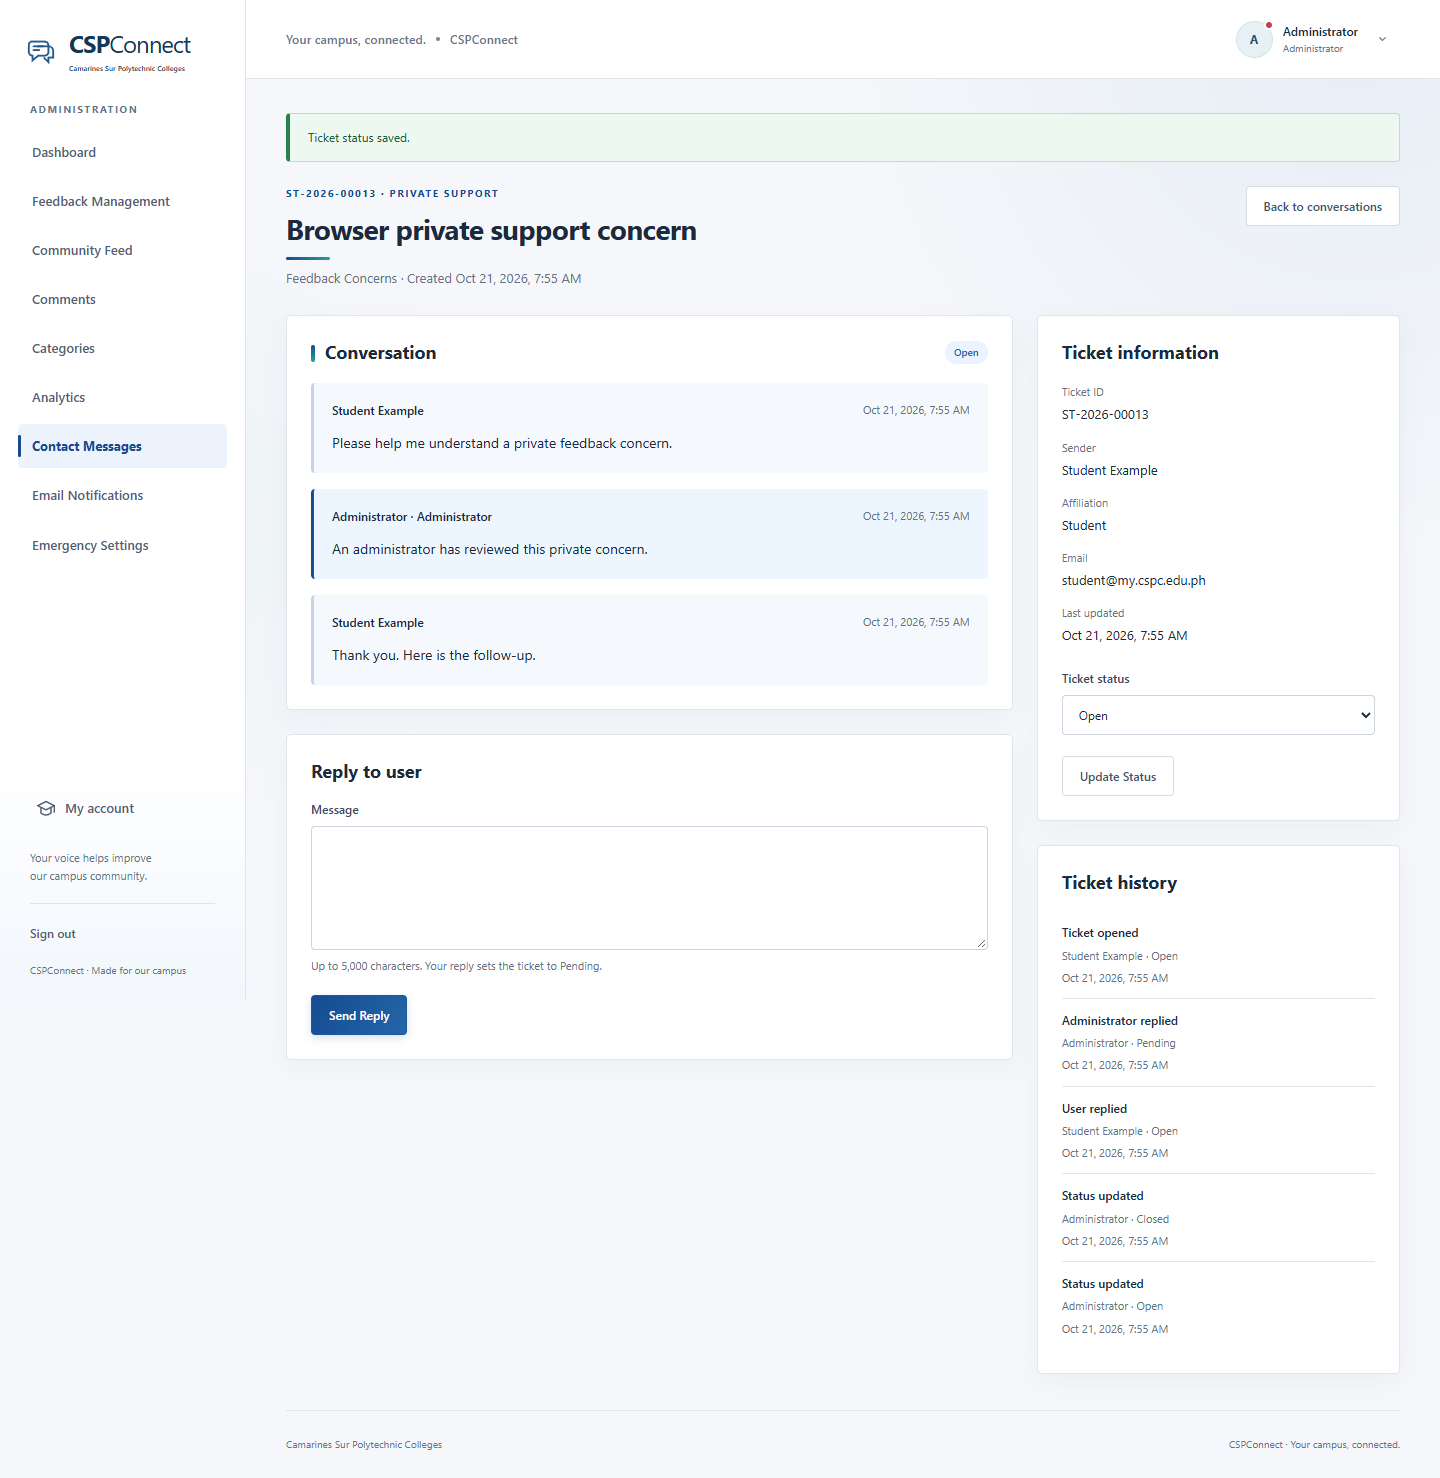 CSPConnect
Camarines Sur Polytechnic Colleges
ADMINISTRATION
Dashboard
Feedback Management
Community Feed
Comments
Categories
Analytics
Contact Messages
Email Notifications
Emergency Settings
My account
Your voice helps improve
our campus community.
Sign out
CSPConnect · Made for our campus
Your campus, connected. • CSPConnect
A
Administrator
Administrator
Ticket status saved.
ST-2026-00013 · PRIVATE SUPPORT
Browser private support concern
Feedback Concerns · Created Oct 21, 2026, 7:55 AM
Back to conversations
Conversation
Open
Student Example
Oct 21, 2026, 7:55 AM
Please help me understand a private feedback concern.
Administrator · Administrator
Oct 21, 2026, 7:55 AM
An administrator has reviewed this private concern.
Student Example
Oct 21, 2026, 7:55 AM
Thank you. Here is the follow-up.
Reply to user
Message
Up to 5,000 characters. Your reply sets the ticket to Pending.
Send Reply
Ticket information
Ticket ID
ST-2026-00013
Sender
Student Example
Affiliation
Student
Email
student@my.cspc.edu.ph
Last updated
Oct 21, 2026, 7:55 AM
Ticket status
Open
Update Status
Ticket history
Ticket opened
Student Example · Open
Oct 21, 2026, 7:55 AM
Administrator replied
Administrator · Pending
Oct 21, 2026, 7:55 AM
User replied
Student Example · Open
Oct 21, 2026, 7:55 AM
Status updated
Administrator · Closed
Oct 21, 2026, 7:55 AM
Status updated
Administrator · Open
Oct 21, 2026, 7:55 AM
Camarines Sur Polytechnic Colleges
CSPConnect · Your campus, connected.